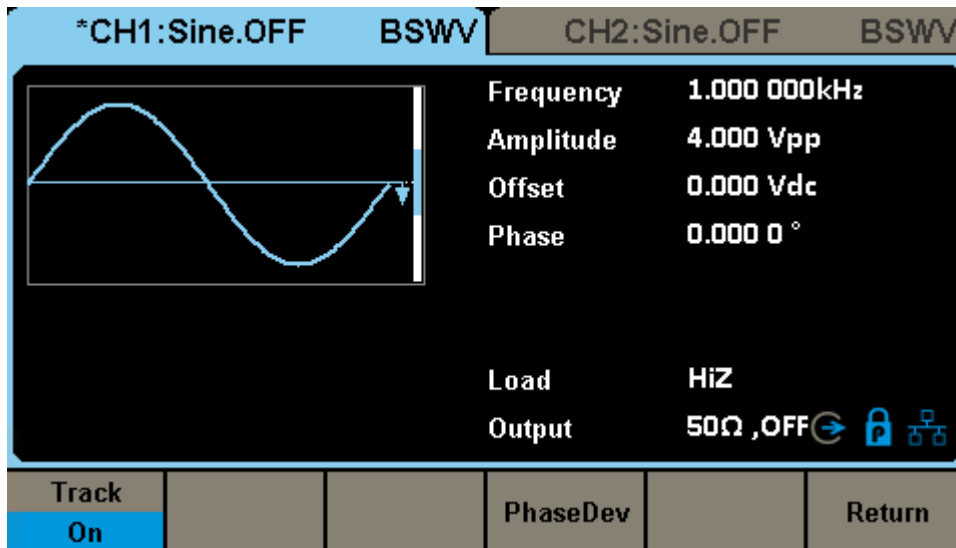 *CH1:Sine.OFF BSWV CH2:Sine.OFF BSWV
Frequency 1.000 000kHz
Amplitude 4.000 Vpp
Offset 0.000 Vdc
Phase 0.000 0 °
Load HiZ
Output 50Ω ,OFF P
Track
On
PhaseDev
Return